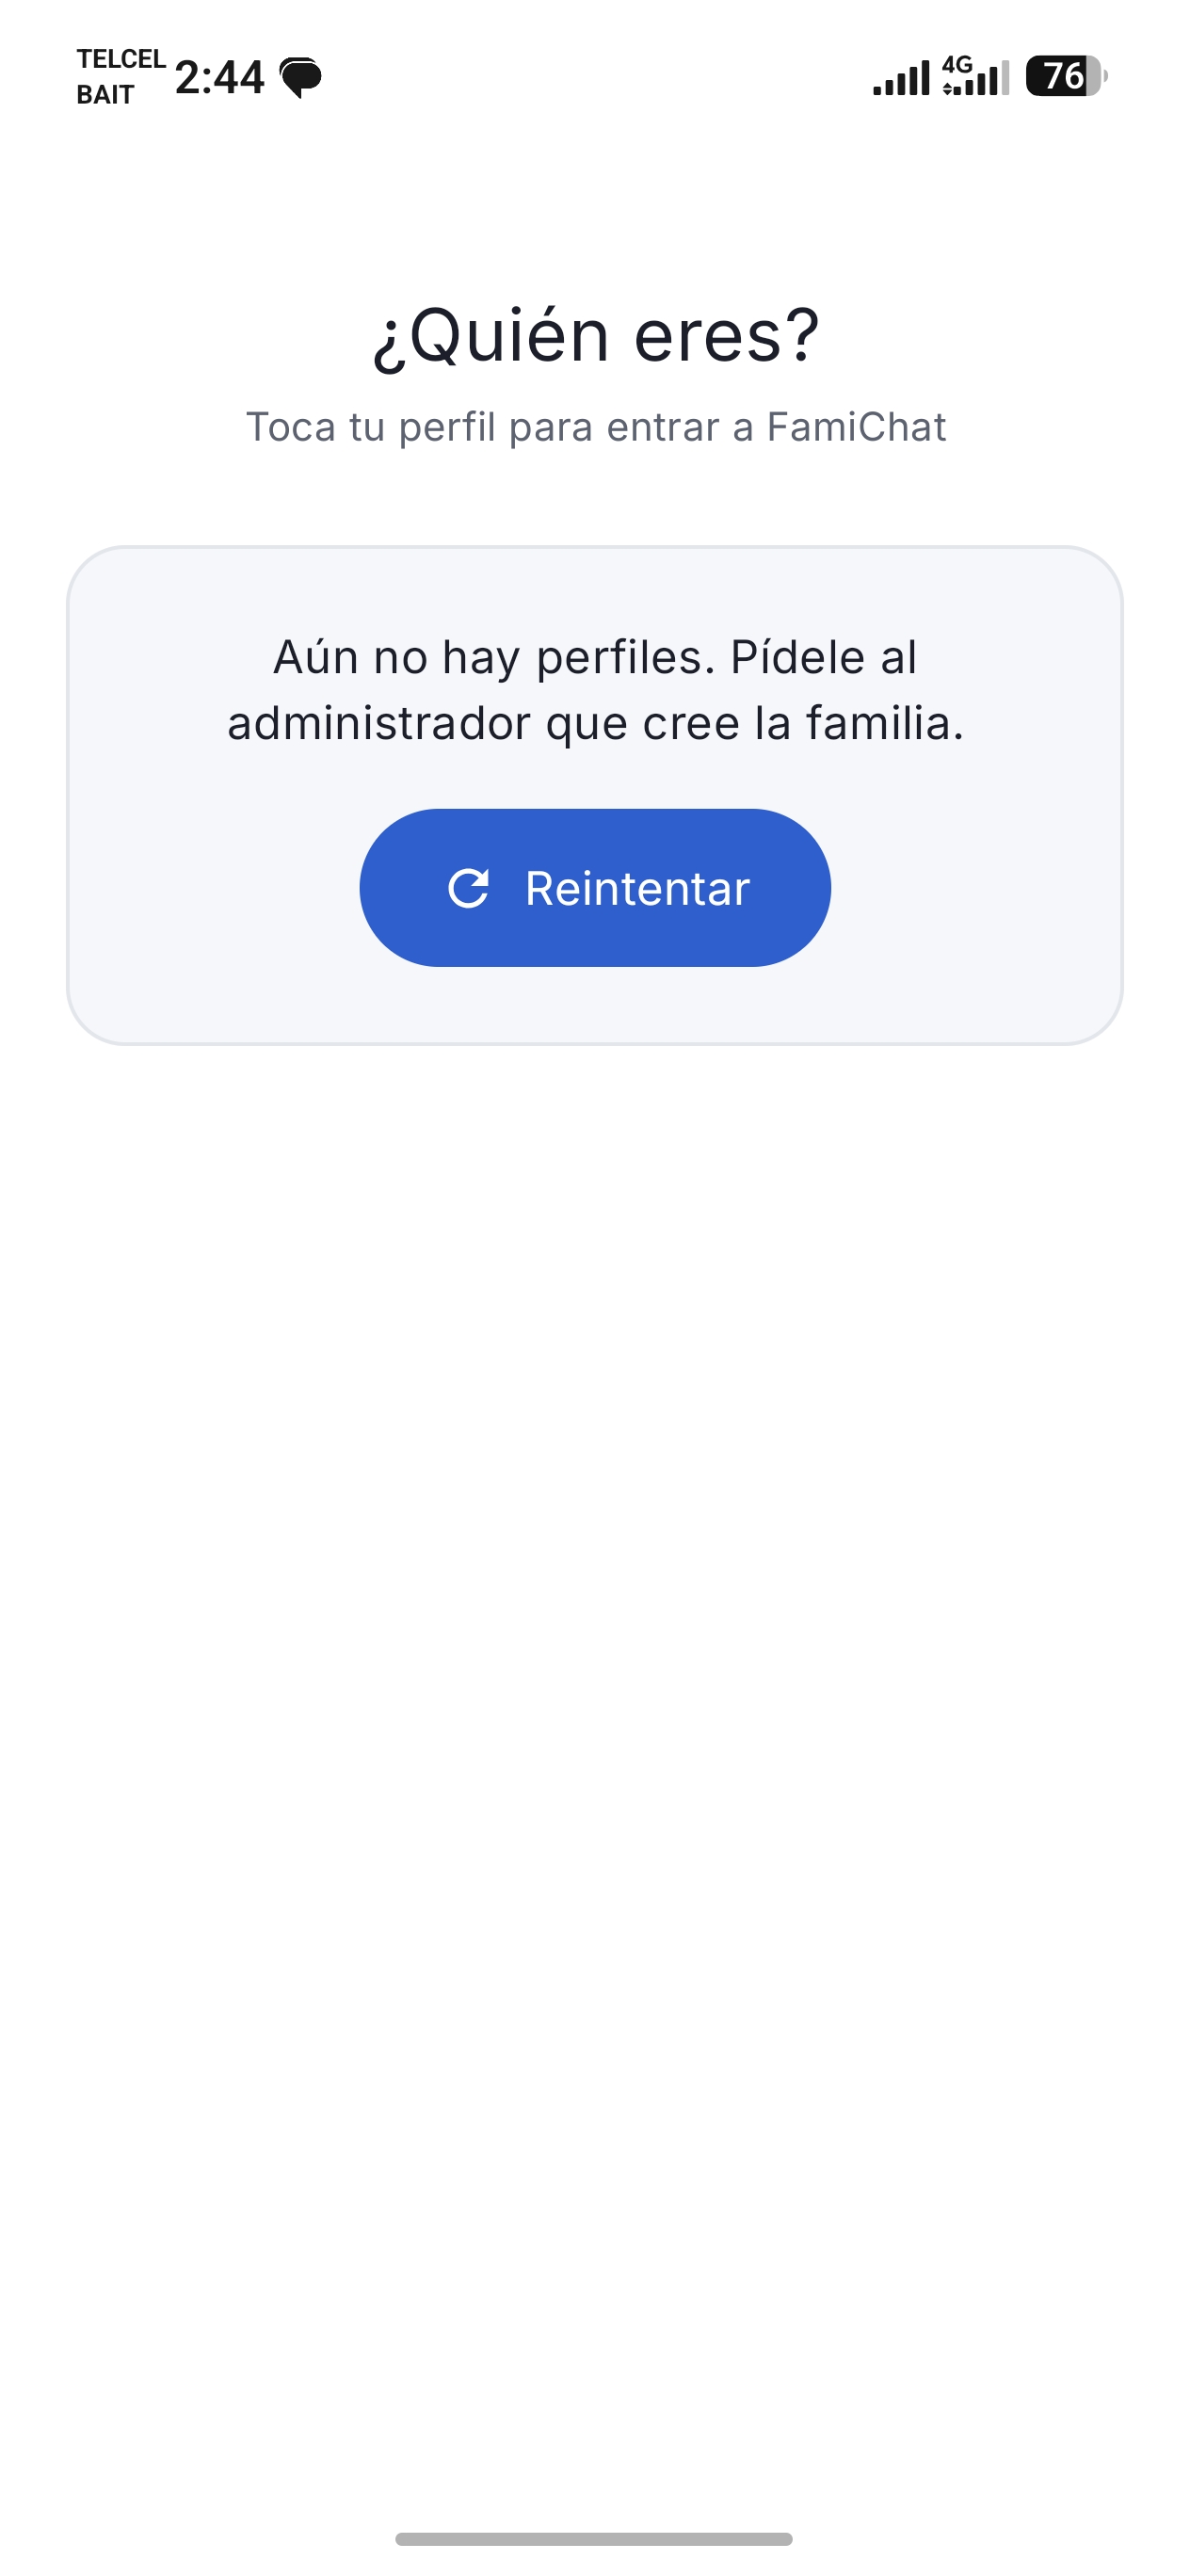 TELCEL
BAIT
2:44
4G
76
¿Quién eres?
Toca tu perfil para entrar a FamiChat
Aún no hay perfiles. Pídele al
administrador que cree la familia.
Reintentar